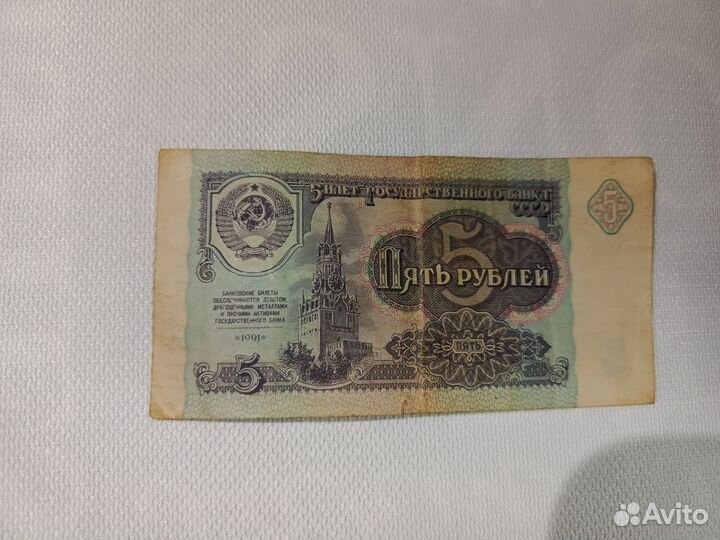 БИЛЕТ ГОСУДАРСТВЕННОГО БАНКА
СССР
5
5
ПЯТЬ РУБЛЕЙ
БАНКОВСКИЕ БИЛЕТЫ
ОБЕСПЕЧИВАЮТСЯ ЗОЛОТОМ,
ДРАГОЦЕННЫМИ МЕТАЛЛАМИ
И ПРОЧИМИ АКТИВАМИ
ГОСУДАРСТВЕННОГО БАНКА
1991
5
ПЯТЬ
Avito